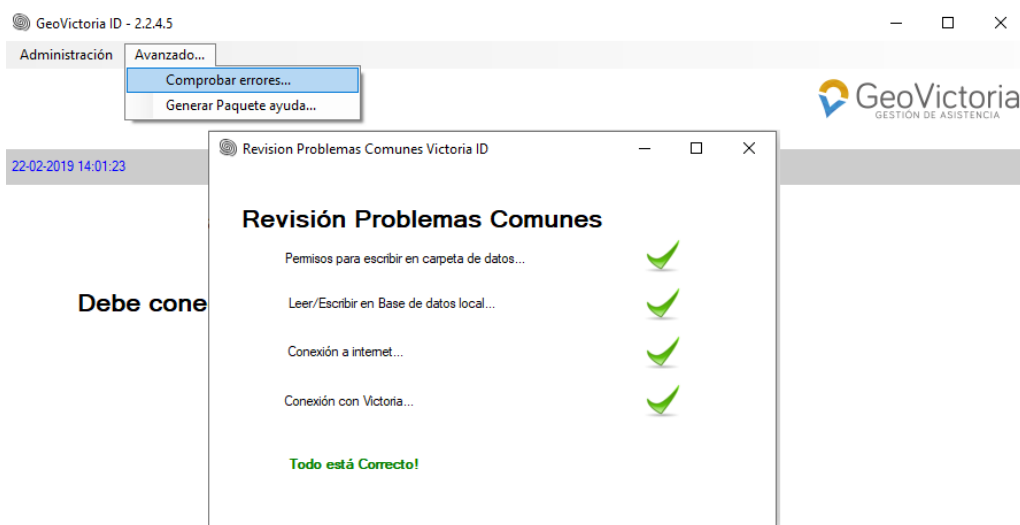 GeoVictoria ID - 2.2.4.5
Administración Avanzado...
Comprobar errores...
Generar Paquete ayuda...
GeoVictoria
GESTIÓN DE ASISTENCIA
Revision Problemas Comunes Victoria ID
22-02-2019 14:01:23
Revisión Problemas Comunes
Permisos para escribir en carpeta de datos...
Leer/Escribir en Base de datos local...
Debe cone
Conexión a internet...
Conexión con Victoria...
Todo está Correcto!